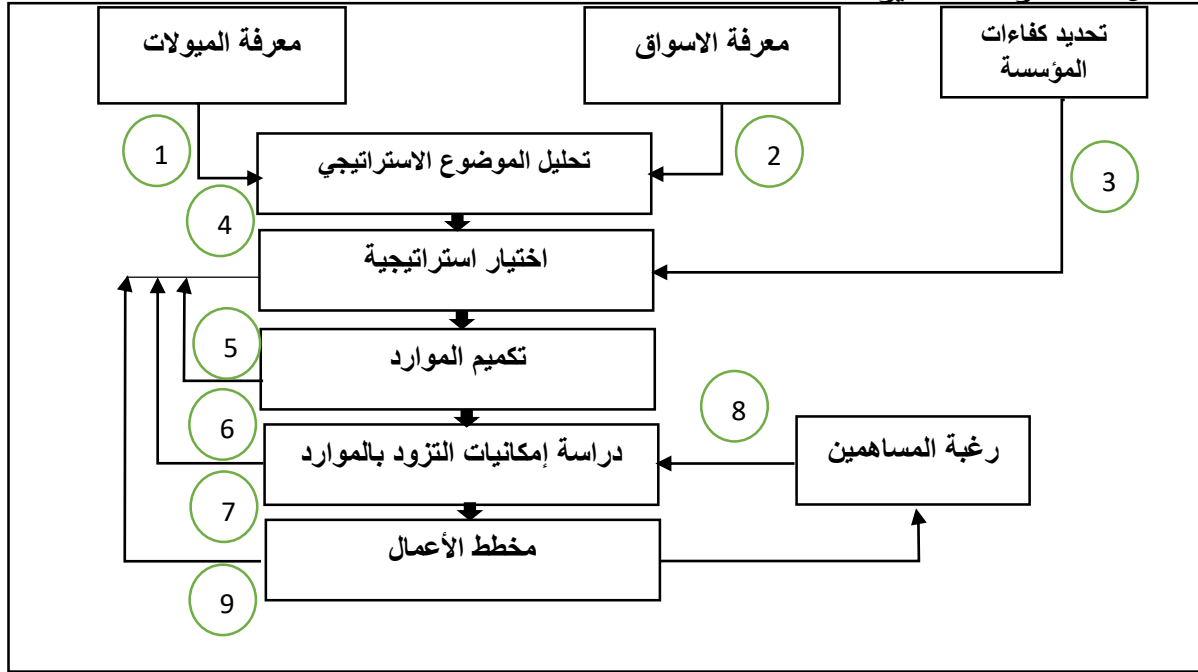 معرفة الميولات
معرفة الاسواق
تحديد كفاءات
المؤسسة
1
2
3
تحليل الموضوع الاستراتيجي
4
اختيار استراتيجية
5
تكميم الموارد
6
8
دراسة إمكانيات التزود بالموارد
رغبة المساهمين
7
مخطط الأعمال
9